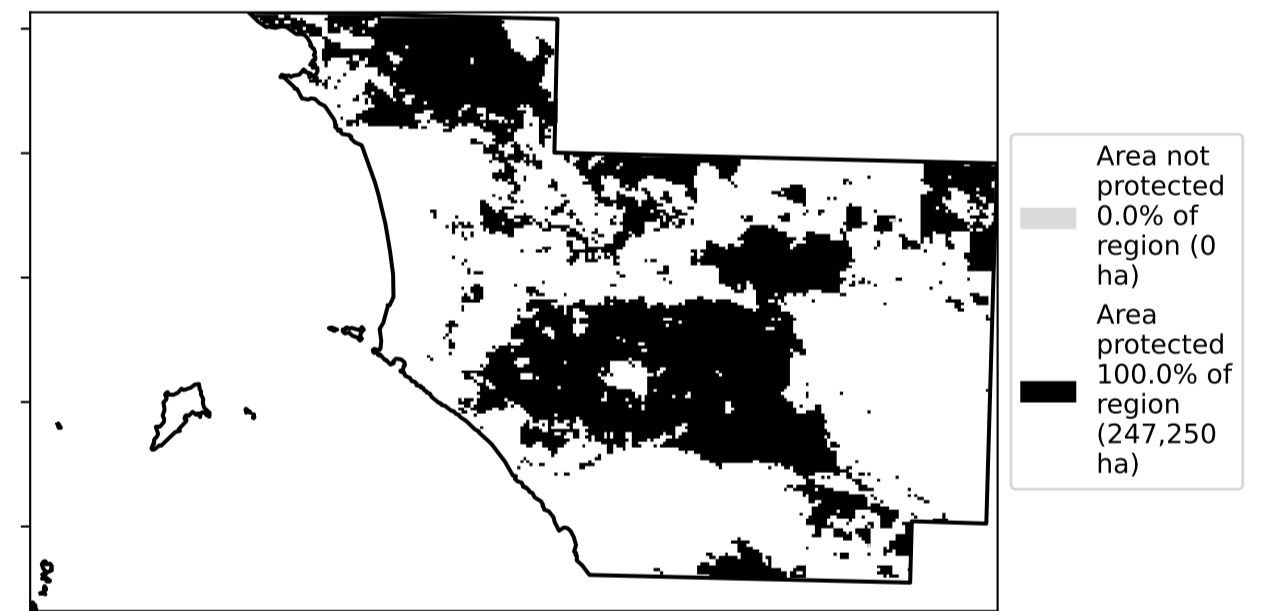 Area not
protected
0.0% of
region (0
ha)
Area
protected
100.0% of
region
(247,250
ha)